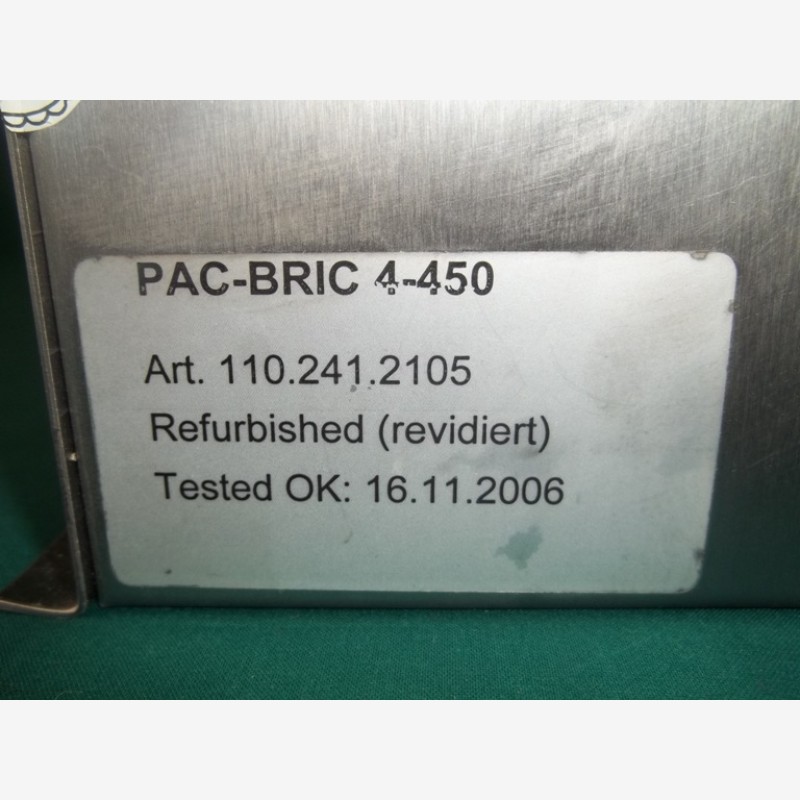 PAC-BRIC 4-450
Art. 110.241.2105
Refurbished (revidiert)
Tested OK: 16.11.2006